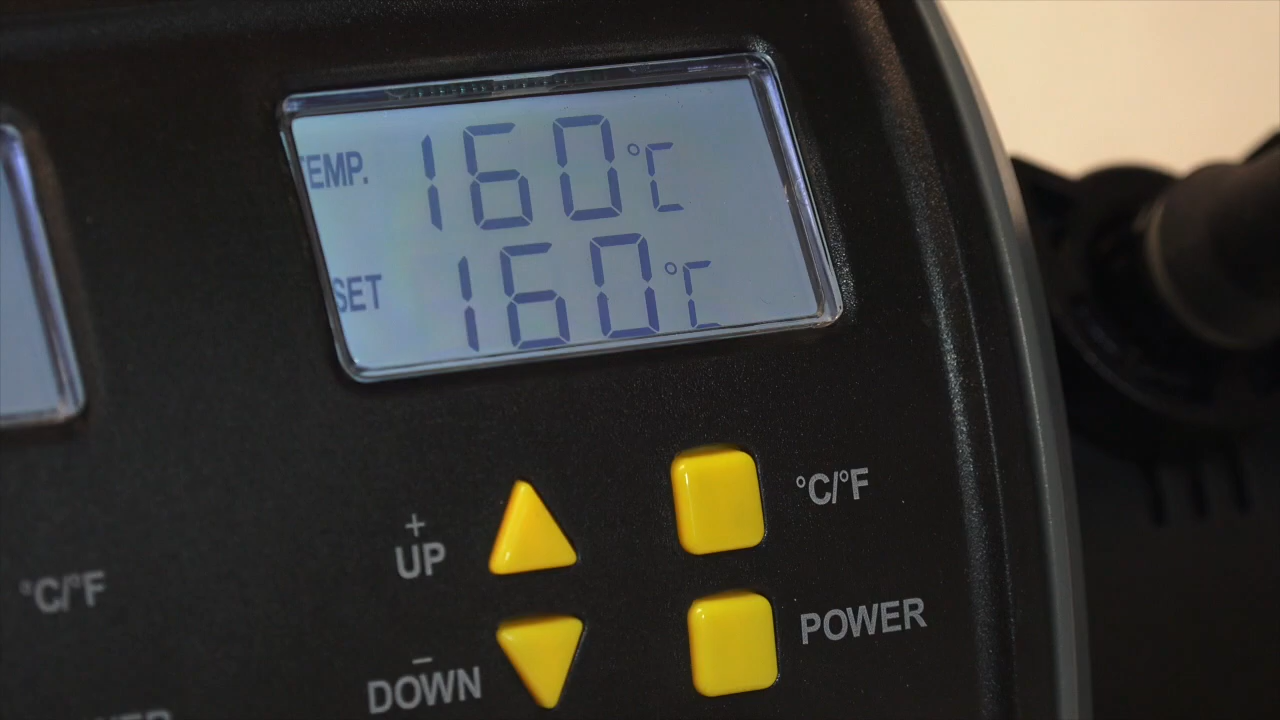 TEMP. 160°C
SET 160°C
°C/°F
+
UP
°C/°F
POWER
−
DOWN